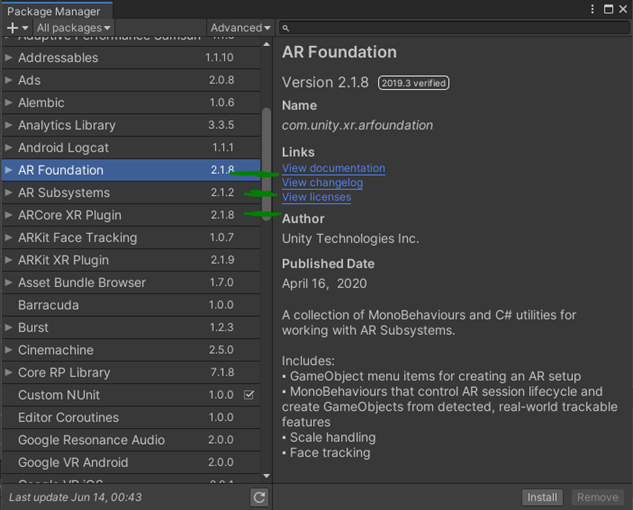 Package Manager
All packages
Advanced
Adaptive Performance Samsun
Addressables 1.1.10
Ads 2.0.8
Alembic 1.0.6
Analytics Library 3.3.5
Android Logcat 1.1.1
AR Foundation 2.1.8
AR Subsystems 2.1.2
ARCore XR Plugin 2.1.8
ARKit Face Tracking 1.0.7
ARKit XR Plugin 2.1.9
Asset Bundle Browser 1.7.0
Barracuda 1.0.0
Burst 1.2.3
Cinemachine 2.5.0
Core RP Library 7.1.8
Custom NUnit 1.0.0
Editor Coroutines 1.0.0
Google Resonance Audio 2.0.0
Google VR Android 2.0.0
Google VR iOS 2.0.1
Last update Jun 14, 00:43
AR Foundation
Version 2.1.8 2019.3 verified
Name
com.unity.xr.arfoundation
Links
View documentation
View changelog
View licenses
Author
Unity Technologies Inc.
Published Date
April 16, 2020
A collection of MonoBehaviours and C# utilities for
working with AR Subsystems.
Includes:
• GameObject menu items for creating an AR setup
• MonoBehaviours that control AR session lifecycle and
create GameObjects from detected, real-world trackable
features
• Scale handling
• Face tracking
Install
Remove